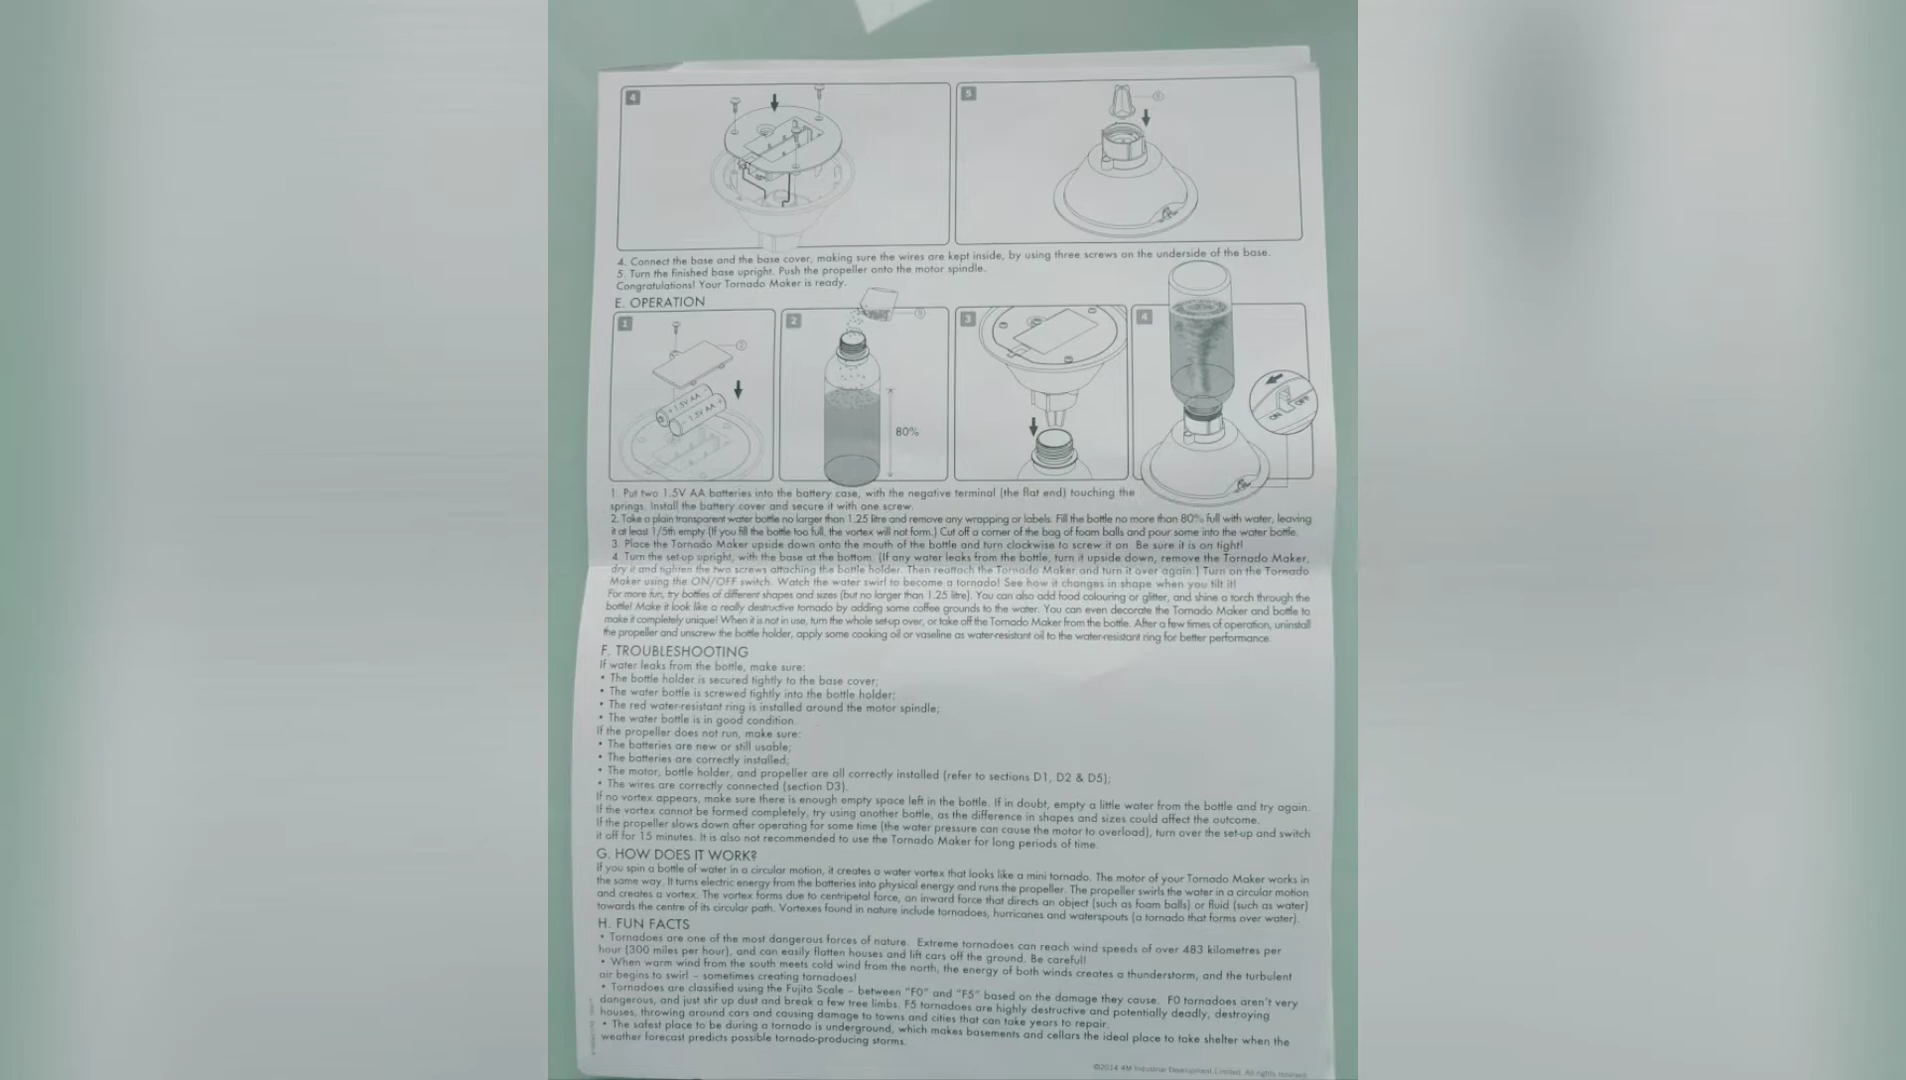 4
5
4. Connect the base and the base cover, making sure the wires are kept inside, by using three screws on the underside of the base.
5. Turn the finished base upright. Push the propeller onto the motor spindle.
Congratulations! Your Tornado Maker is ready.
E. OPERATION
1
2
3
4
1.5V AA
1.5V AA
80%
ON OFF
1. Put two 1.5V AA batteries into the battery case, with the negative terminal (the flat end) touching the
springs. Install the battery cover and secure it with one screw.
2. Take a plain transparent water bottle no larger than 1.25 litre and remove any wrapping or labels. Fill the bottle no more than 80% full with water, leaving
it at least 1/5th empty (If you fill the bottle too full, the vortex will not form.) Cut off a corner of the bag of foam balls and pour some into the water bottle.
3. Place the Tornado Maker upside down onto the mouth of the bottle and turn clockwise to screw it on. Be sure it is on tight!
4. Turn the set-up upright, with the base at the bottom. (If any water leaks from the bottle, turn it upside down, remove the Tornado Maker,
dry it and tighten the two screws attaching the bottle holder. Then reattach the Tornado Maker and turn it over again.) Turn on the Tornado
Maker using the ON/OFF switch. Watch the water swirl to become a tornado! See how it changes in shape when you tilt it!
For more fun, try bottles of different shapes and sizes (but no larger than 1.25 litre). You can also add food colouring or glitter, and shine a torch through the
bottle! Make it look like a really destructive tornado by adding some coffee grounds to the water. You can even decorate the Tornado Maker and bottle to
make it completely unique! When it is not in use, turn the whole set-up over, or take off the Tornado Maker from the bottle. After a few times of operation, uninstall
the propeller and unscrew the bottle holder, apply some cooking oil or vaseline as water-resistant oil to the water-resistant ring for better performance.
F. TROUBLESHOOTING
If water leaks from the bottle, make sure:
• The bottle holder is secured tightly to the base cover;
• The water bottle is screwed tightly into the bottle holder;
• The red water-resistant ring is installed around the motor spindle;
• The water bottle is in good condition.
If the propeller does not run, make sure:
• The batteries are new or still usable;
• The batteries are correctly installed;
• The motor, bottle holder, and propeller are all correctly installed (refer to sections D1, D2 & D5);
• The wires are correctly connected (section D3).
If no vortex appears, make sure there is enough empty space left in the bottle. If in doubt, empty a little water from the bottle and try again.
If the vortex cannot be formed completely, try using another bottle, as the difference in shapes and sizes could affect the outcome.
If the propeller slows down after operating for some time (the water pressure can cause the motor to overload), turn over the set-up and switch
it off for 15 minutes. It is also not recommended to use the Tornado Maker for long periods of time.
G. HOW DOES IT WORK?
If you spin a bottle of water in a circular motion, it creates a water vortex that looks like a mini tornado. The motor of your Tornado Maker works in
the same way. It turns electric energy from the batteries into physical energy and runs the propeller. The propeller swirls the water in a circular motion
and creates a vortex. The vortex forms due to centripetal force, an inward force that directs an object (such as foam balls) or fluid (such as water)
towards the centre of its circular path. Vortexes found in nature include tornadoes, hurricanes and waterspouts (a tornado that forms over water).
H. FUN FACTS
• Tornadoes are one of the most dangerous forces of nature. Extreme tornadoes can reach wind speeds of over 483 kilometres per
hour (300 miles per hour), and can easily flatten houses and lift cars off the ground. Be careful!
• When warm wind from the south meets cold wind from the north, the energy of both winds creates a thunderstorm, and the turbulent
air begins to swirl – sometimes creating tornadoes!
• Tornadoes are classified using the Fujita Scale – between "F0" and "F5" based on the damage they cause. F0 tornadoes aren't very
dangerous, and just stir up dust and break a few tree limbs. F5 tornadoes are highly destructive and potentially deadly, destroying
houses, throwing around cars and causing damage to towns and cities that can take years to repair.
• The safest place to be during a tornado is underground, which makes basements and cellars the ideal place to take shelter when the
weather forecast predicts possible tornado-producing storms.
©2014 4M Industrial Development Limited. All rights reserved.